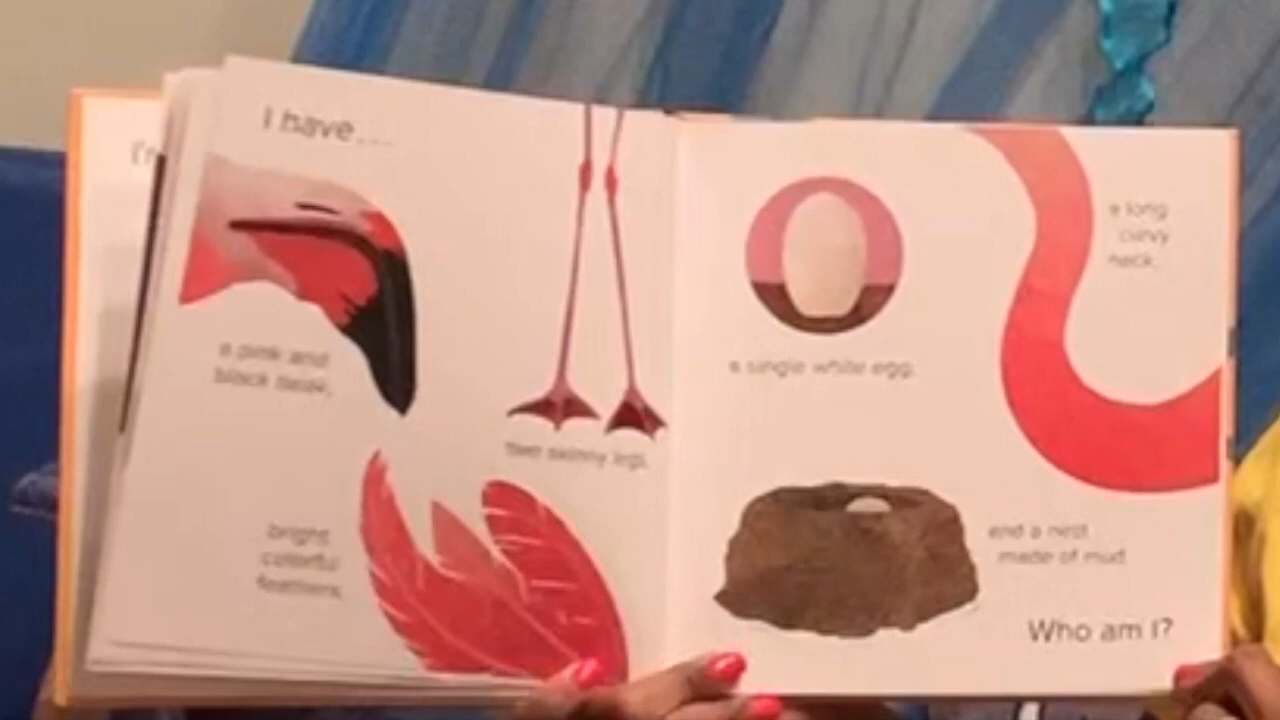 I have...
I'm
a pink and
black beak,
two skinny legs,
bright
colorful
feathers,
a single white egg,
a long
curvy
neck,
and a nest
made of mud.
Who am I?